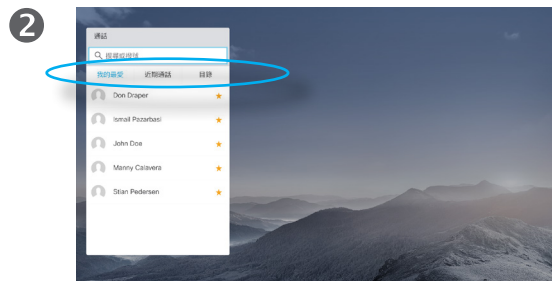 2
通話
搜尋或撥號
我的最愛 近期通話 目錄
Don Draper
Ismail Pazarbasi
John Doe
Manny Calavera
Stian Pedersen